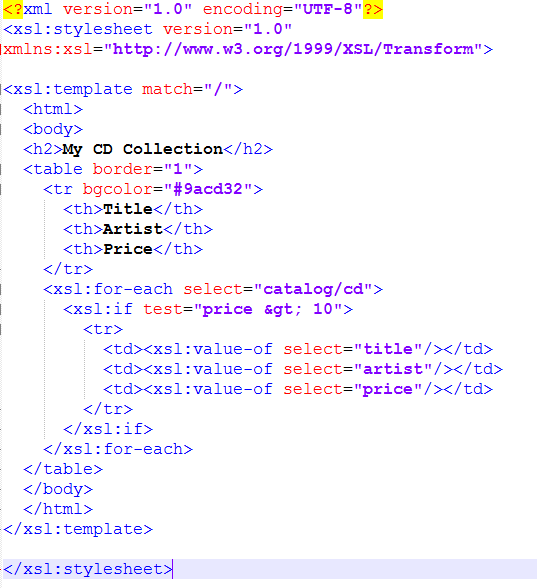 <?xml version="1.0" encoding="UTF-8"?>
<xsl:stylesheet version="1.0"
xmlns:xsl="http://www.w3.org/1999/XSL/Transform">

<xsl:template match="/">
  <html>
  <body>
  <h2>My CD Collection</h2>
  <table border="1">
    <tr bgcolor="#9acd32">
      <th>Title</th>
      <th>Artist</th>
      <th>Price</th>
    </tr>
    <xsl:for-each select="catalog/cd">
      <xsl:if test="price &gt; 10">
        <tr>
          <td><xsl:value-of select="title"/></td>
          <td><xsl:value-of select="artist"/></td>
          <td><xsl:value-of select="price"/></td>
        </tr>
      </xsl:if>
    </xsl:for-each>
  </table>
  </body>
  </html>
</xsl:template>

</xsl:stylesheet>